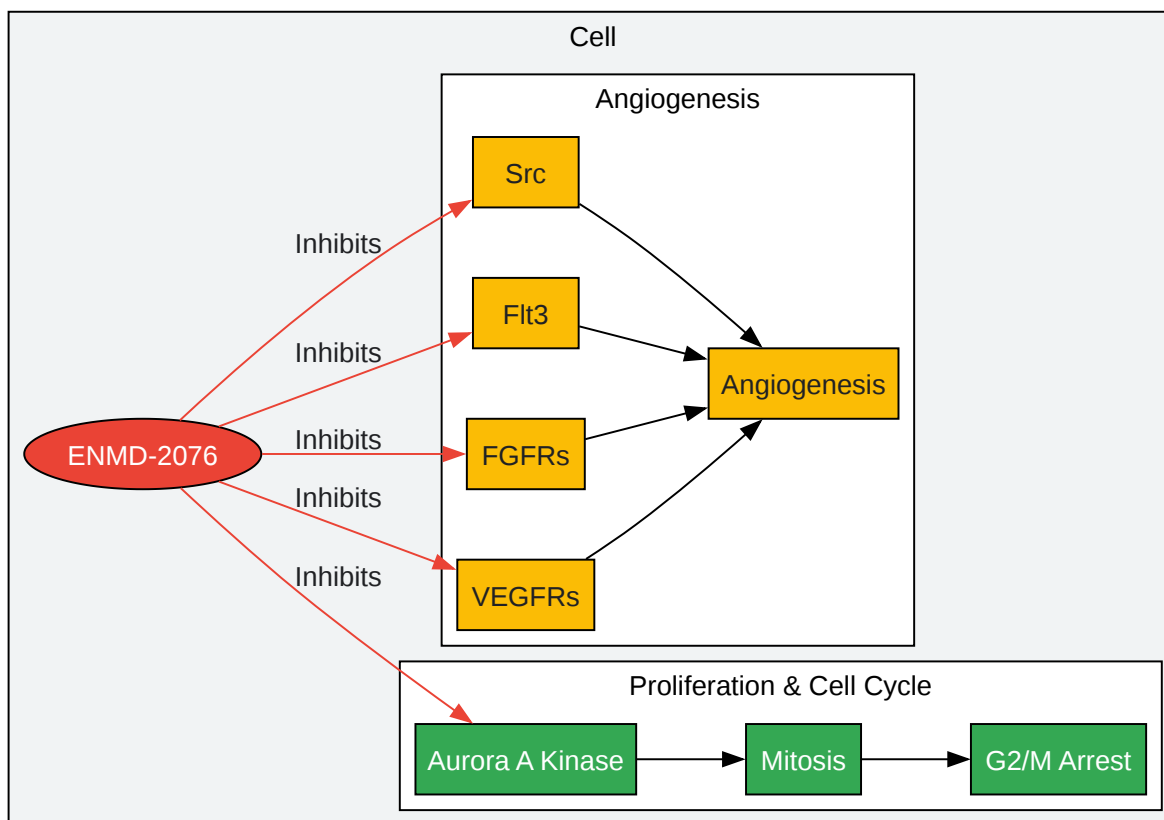 Cell
Angiogenesis
Src
Inhibits
Flt3
Inhibits
Angiogenesis
Inhibits
ENMD-2076
FGFRs
Inhibits
Inhibits
VEGFRs
Proliferation & Cell Cycle
Aurora A Kinase
Mitosis
G2/M Arrest